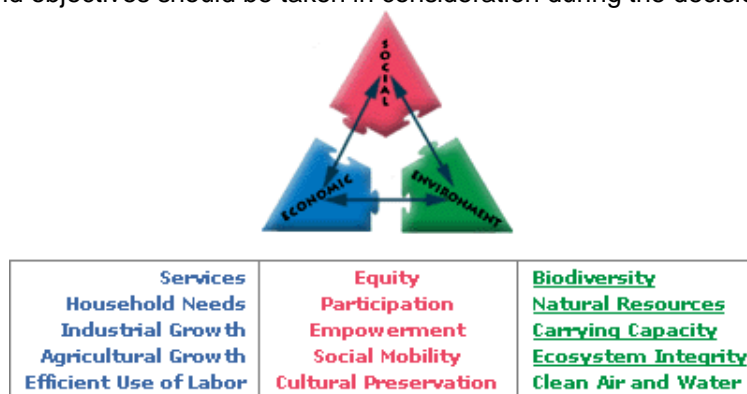 d objectives should be taken in consideration during the decisi
SOCIAL
ECONOMIC
ENVIRONMENT
Services
Household Needs
Industrial Growth
Agricultural Growth
Efficient Use of Labor
Equity
Participation
Empowerment
Social Mobility
Cultural Preservation
Biodiversity
Natural Resources
Carrying Capacity
Ecosystem Integrity
Clean Air and Water